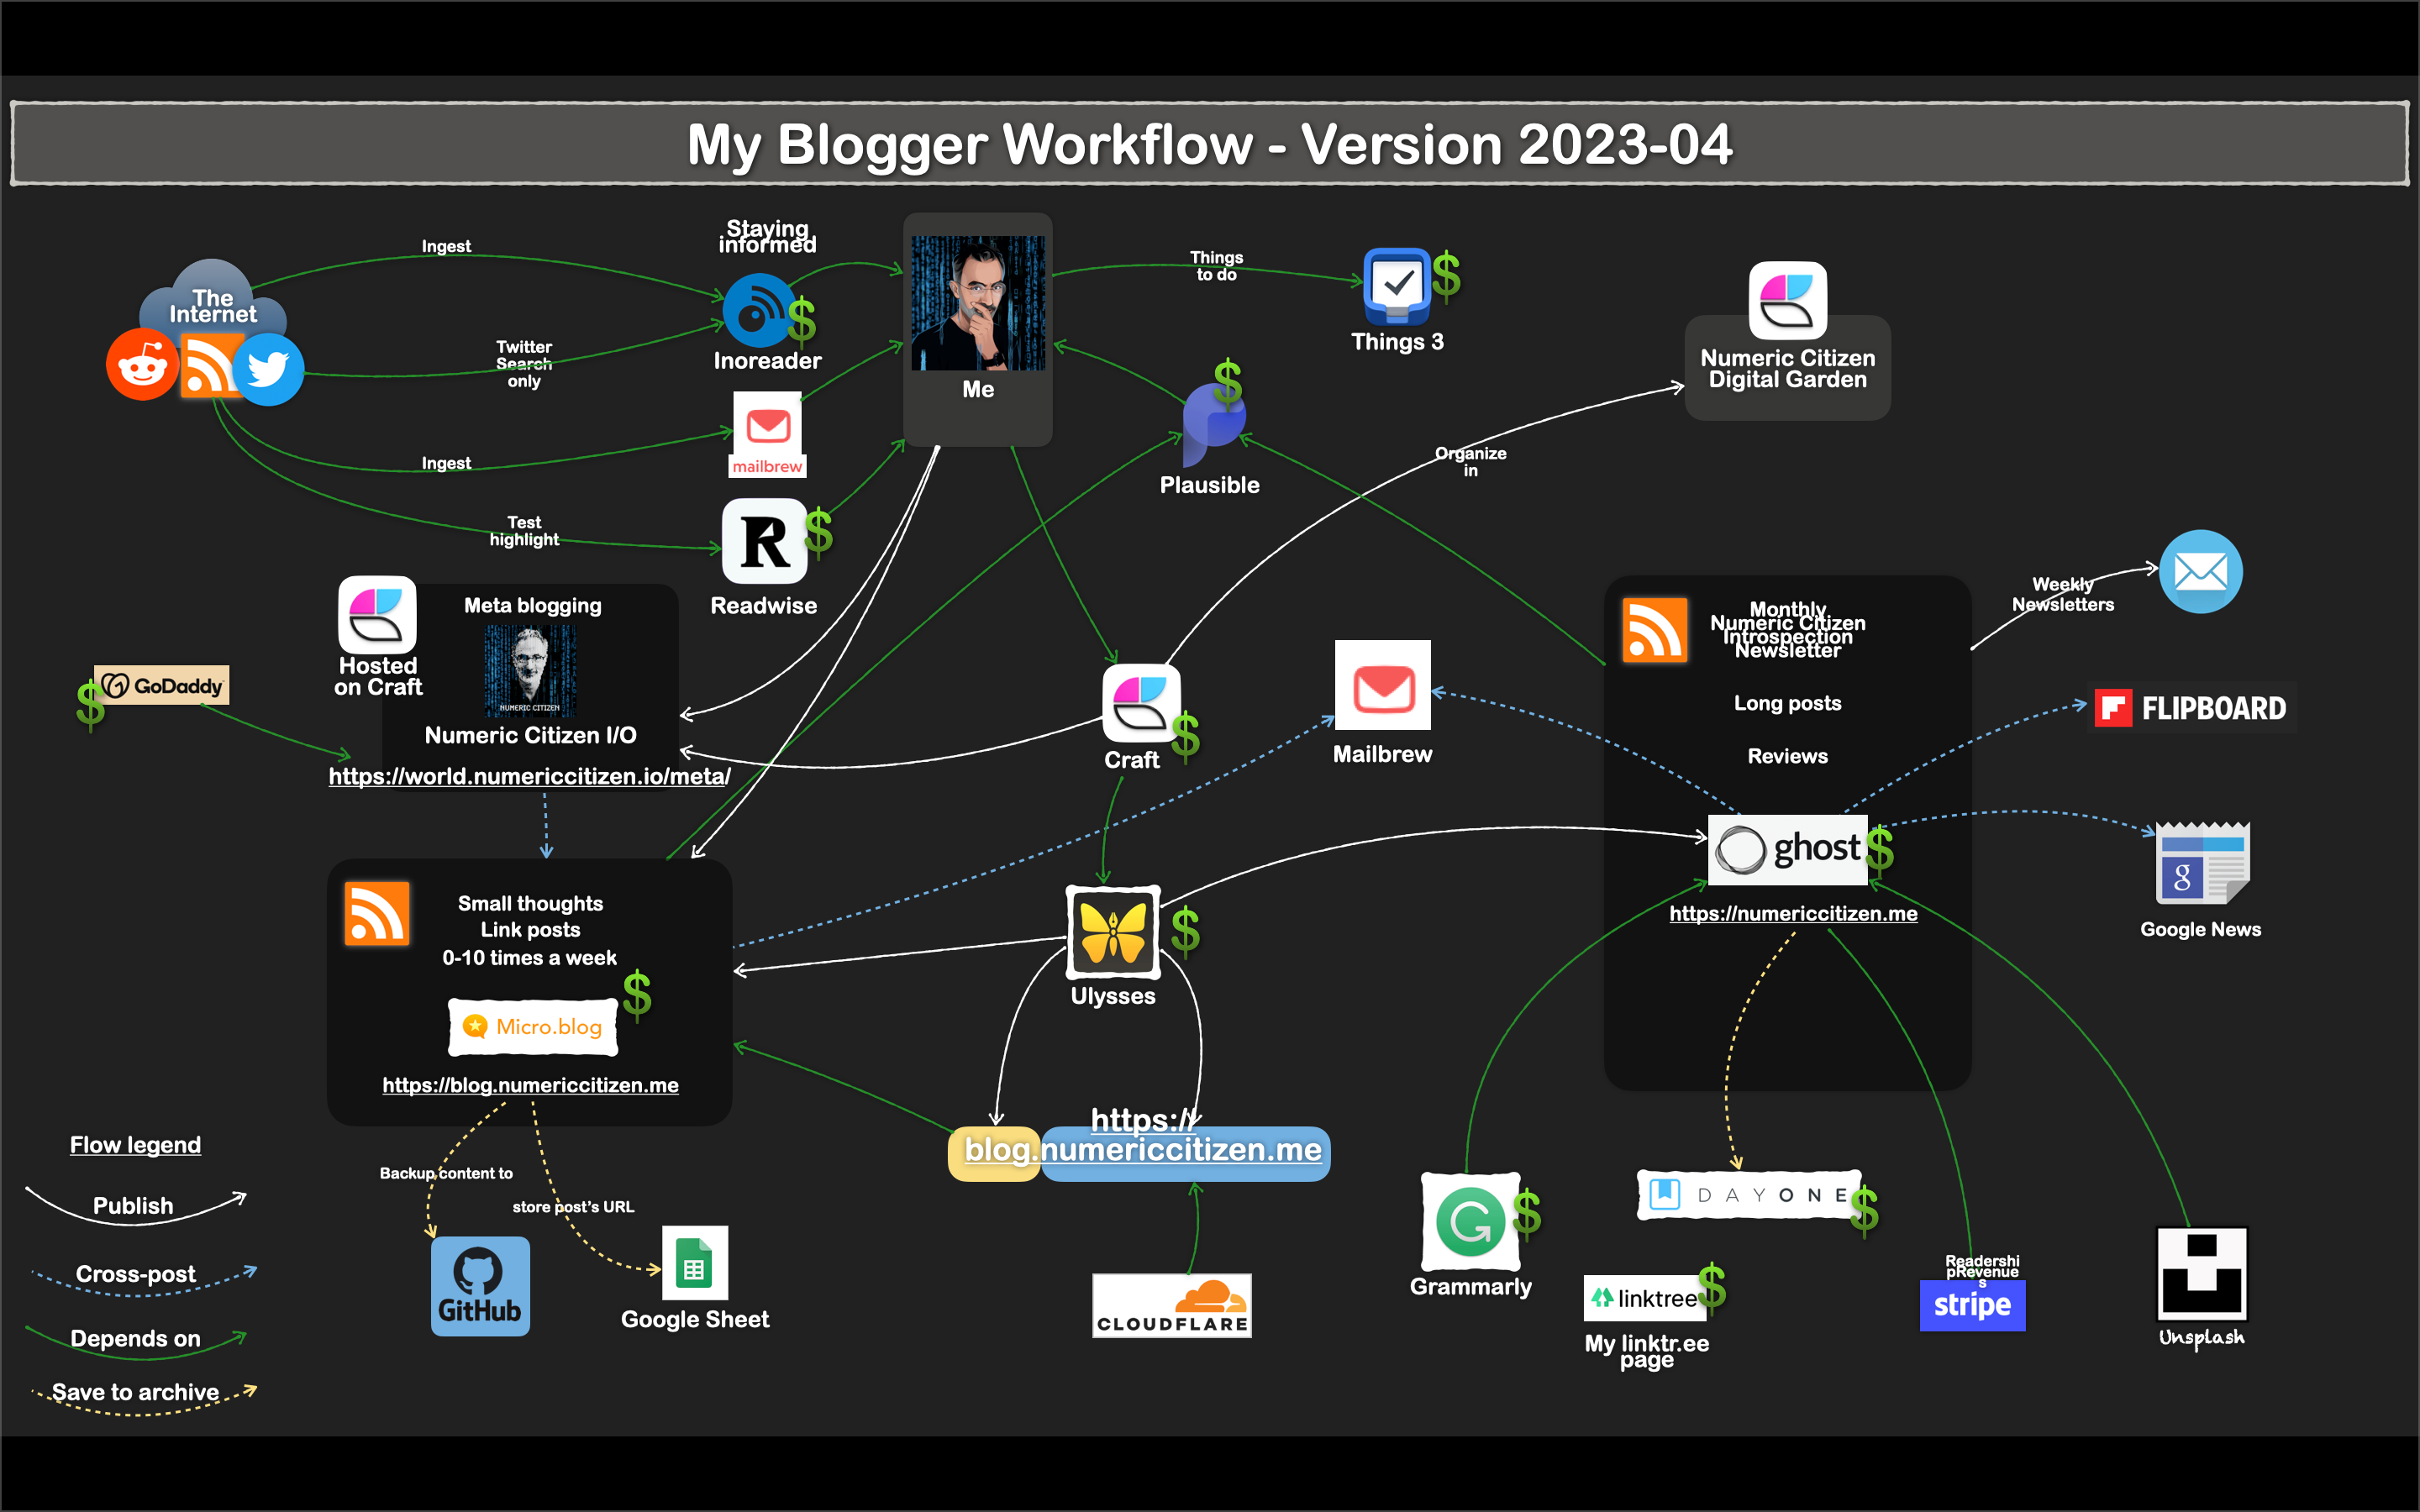 My Blogger Workflow - Version 2023-04
The
Internet
Ingest
Twitter
Search
only
Ingest
Test
highlight
Staying
informed
Inoreader
mailbrew
R
Readwise
Me
Things
to do
Things 3
Plausible
Organize
in
Numeric Citizen
Digital Garden
GoDaddy
Hosted
on Craft
Meta blogging
NUMERIC CITIZEN
Numeric Citizen I/O
https://world.numericcitizen.io/meta/
Craft
Mailbrew
Monthly
Numeric Citizen
Introspection
Newsletter
Long posts
Reviews
ghost
https://numericcitizen.me
Weekly
Newsletters
FLIPBOARD
g
Google News
Small thoughts
Link posts
0-10 times a week
Micro.blog
https://blog.numericcitizen.me
Ulysses
https://
blog.numericcitizen.me
Backup content to
store post's URL
GitHub
Google Sheet
CLOUDFLARE
Grammarly
DAYONE
linktree
My linktr.ee
page
Readershi
pRevenue
s
stripe
Unsplash
Flow legend
Publish
Cross-post
Depends on
Save to archive